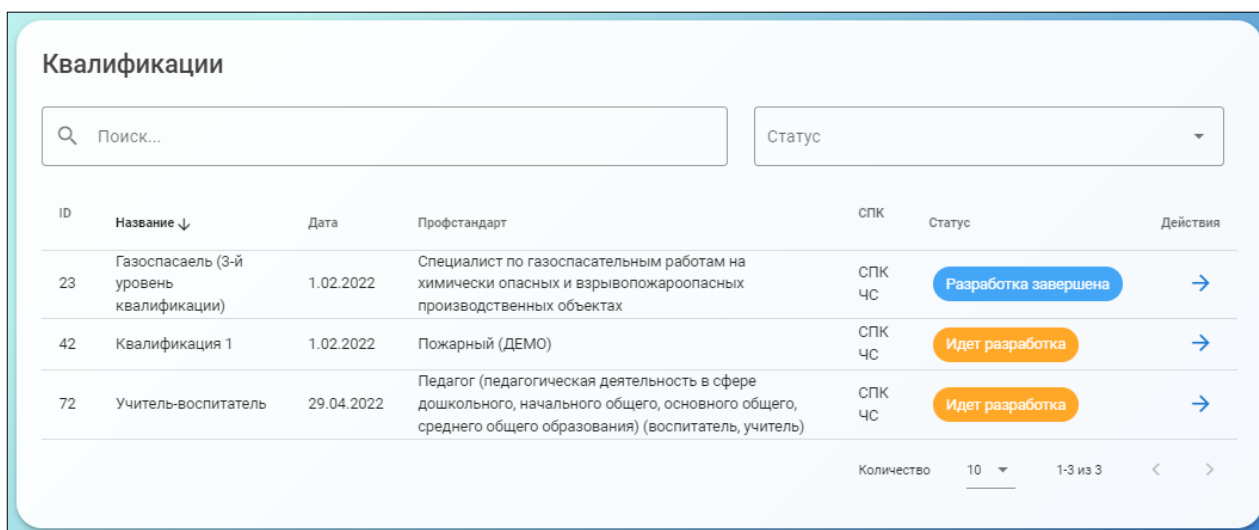 Квалификации
Поиск...
Статус
ID Название Дата Профстандарт СПК Статус Действия
Газоспасаель (3-й
уровень
квалификации)
23 1.02.2022
Специалист по газоспасательным работам на
химически опасных и взрывопожароопасных
производственных объектах
СПК
ЧС
Разработка завершена
42 Квалификация 1 1.02.2022 Пожарный (ДЕМО)
СПК
ЧС
Идет разработка
72 Учитель-воспитатель 29.04.2022
Педагог (педагогическая деятельность в сфере
дошкольного, начального общего, основного общего,
среднего общего образования) (воспитатель, учитель)
СПК
ЧС
Идет разработка
Количество 10 1-3 из 3